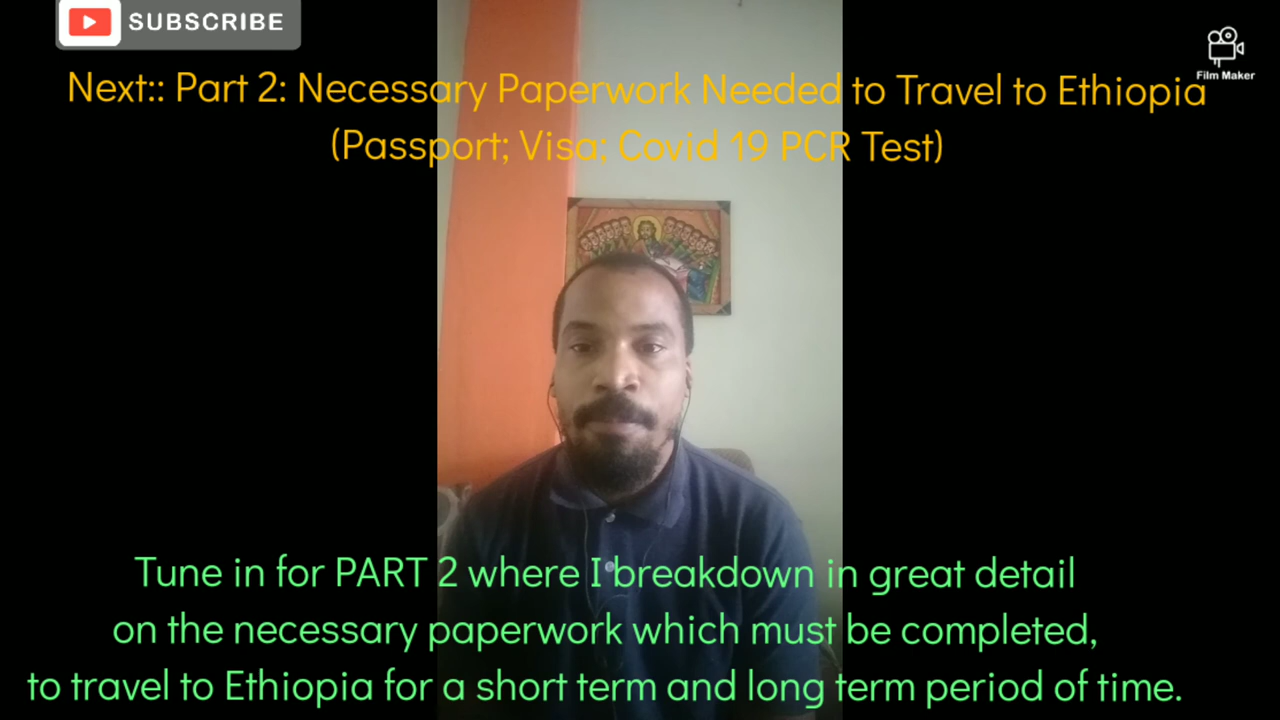 SUBSCRIBE
Film Maker
Next:: Part 2: Necessary Paperwork Needed to Travel to Ethiopia
(Passport; Visa; Covid 19 PCR Test)
Tune in for PART 2 where I breakdown in great detail
on the necessary paperwork which must be completed,
to travel to Ethiopia for a short term and long term period of time.